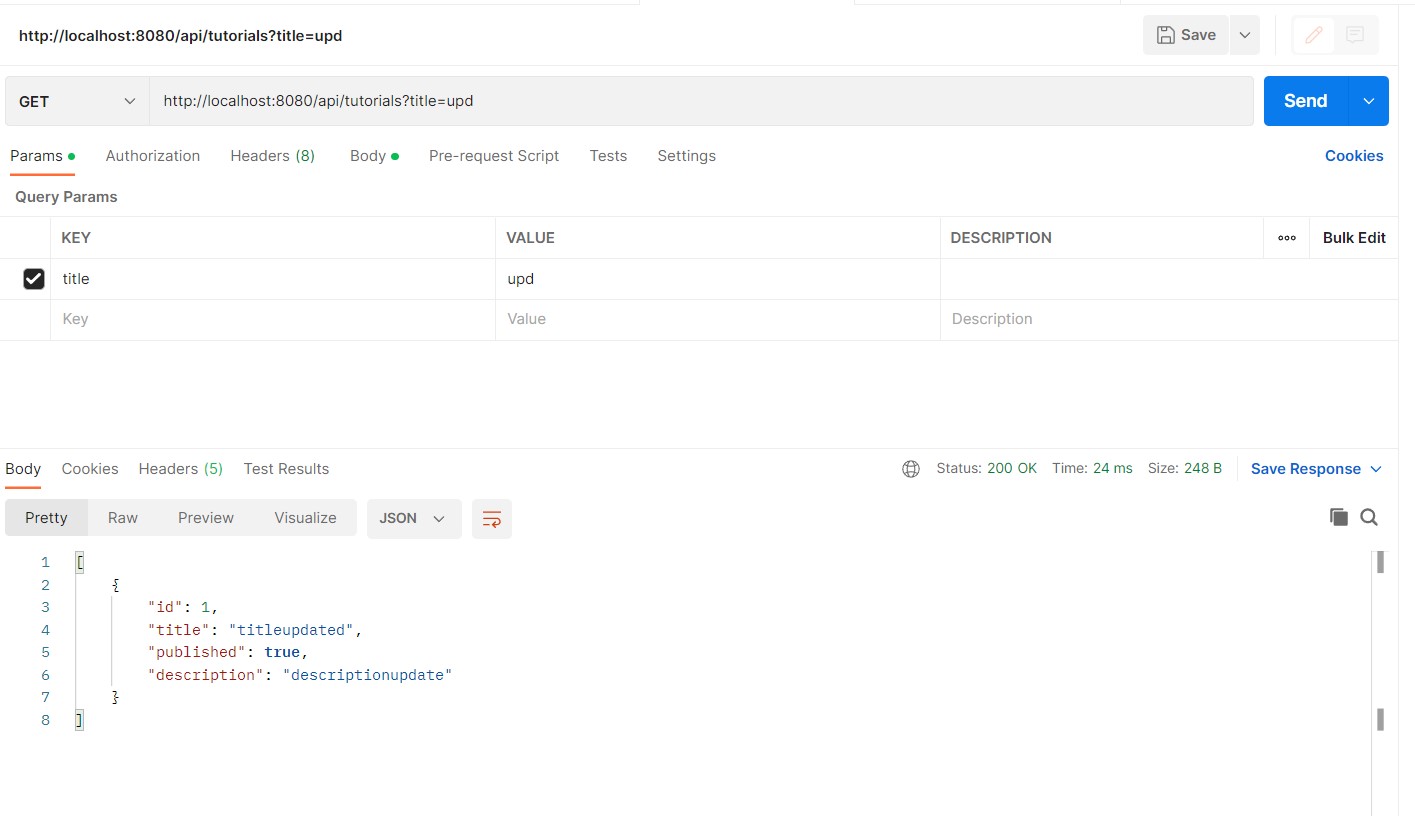 http://localhost:8080/api/tutorials?title=upd Save
GET http://localhost:8080/api/tutorials?title=upd Send
Params Authorization Headers (8) Body Pre-request Script Tests Settings Cookies
Query Params
KEY VALUE DESCRIPTION ooo Bulk Edit
title upd
Key Value Description
Body Cookies Headers (5) Test Results Status: 200 OK Time: 24 ms Size: 248 B Save Response
Pretty Raw Preview Visualize JSON
1 [
2 {
3 "id": 1,
4 "title": "titleupdated",
5 "published": true,
6 "description": "descriptionupdate"
7 }
8 ]